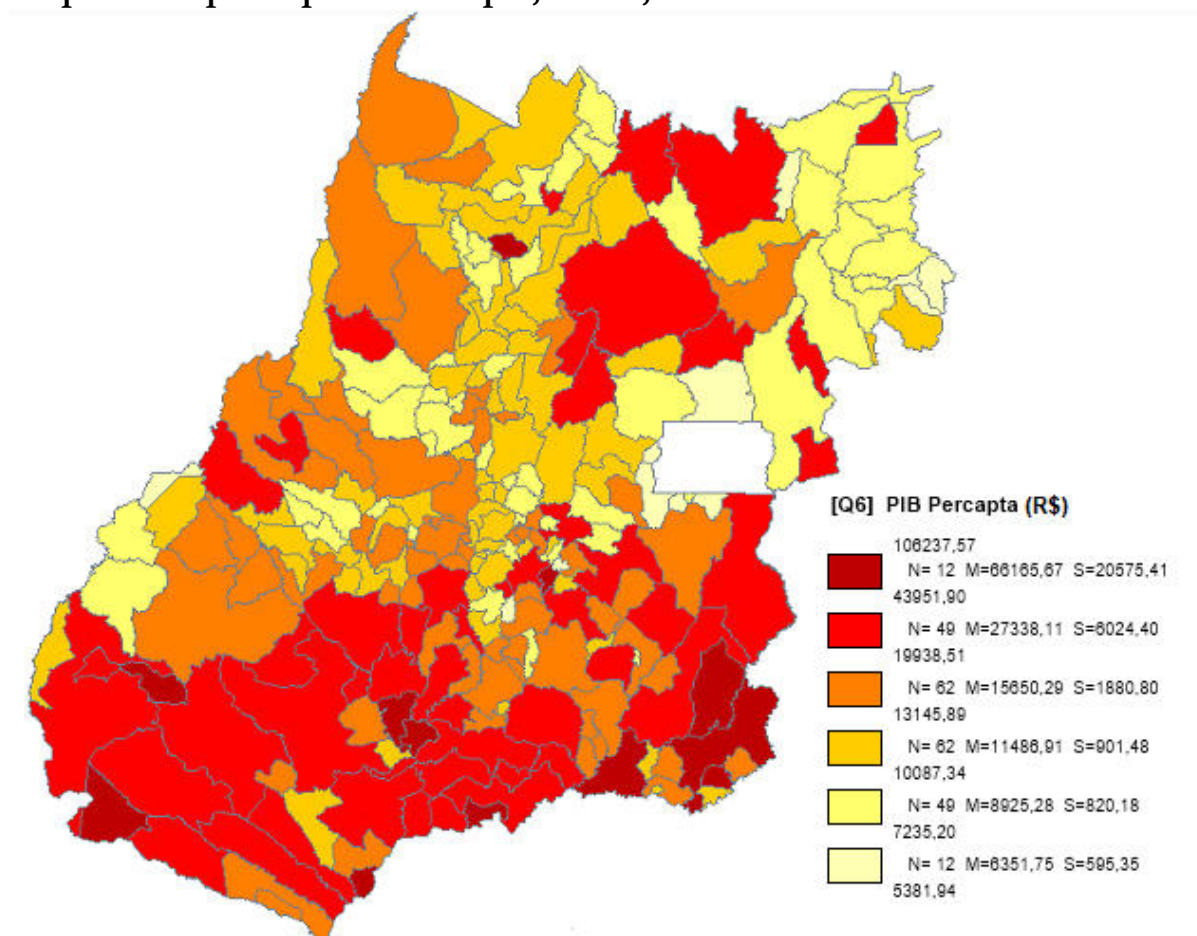 [Q6] PIB Percapta (R$)
106237,57
N= 12 M=66165,67 S=20575,41
43951,90
N= 49 M=27338,11 S=6024,40
19938,51
N= 62 M=15650,29 S=1880,80
13145,89
N= 62 M=11486,91 S=901,48
10087,34
N= 49 M=8925,28 S=820,18
7235,20
N= 12 M=6351,75 S=595,35
5381,94